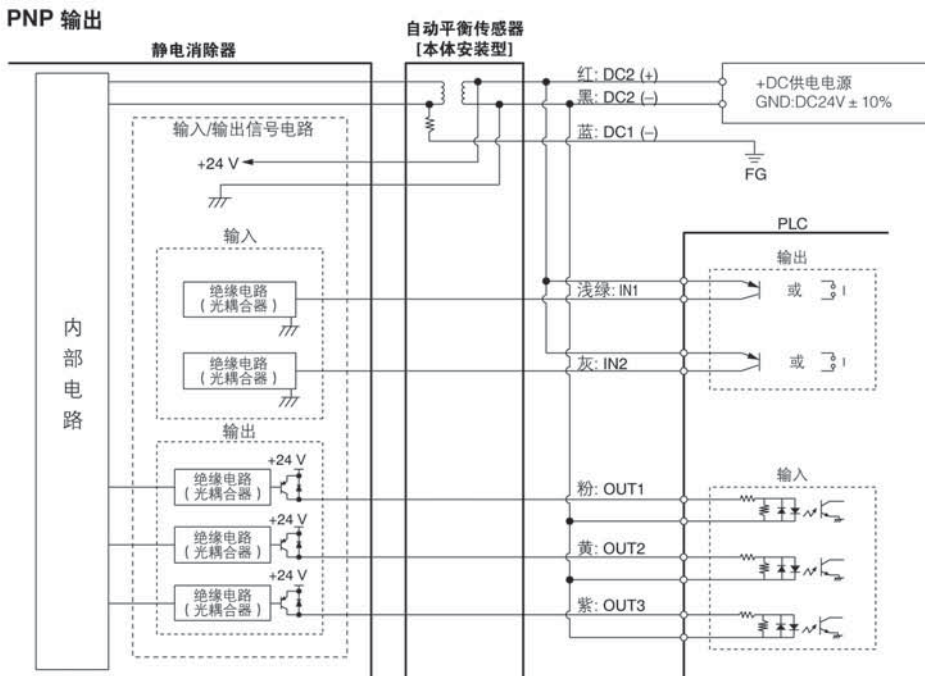 PNP 输出
静电消除器
自动平衡传感器
[本体安装型]
红: DC2 (+)
黑: DC2 (–)
蓝: DC1 (–)
+DC供电电源
GND:DC24V ± 10%
FG
输入/输出信号电路
+24 V
输入
绝缘电路
( 光耦合器 )
绝缘电路
( 光耦合器 )
内部电路
浅绿: IN1
灰: IN2
PLC
输出
或
或
输出
+24 V
绝缘电路
( 光耦合器 )
+24 V
绝缘电路
( 光耦合器 )
+24 V
绝缘电路
( 光耦合器 )
粉: OUT1
黄: OUT2
紫: OUT3
输入